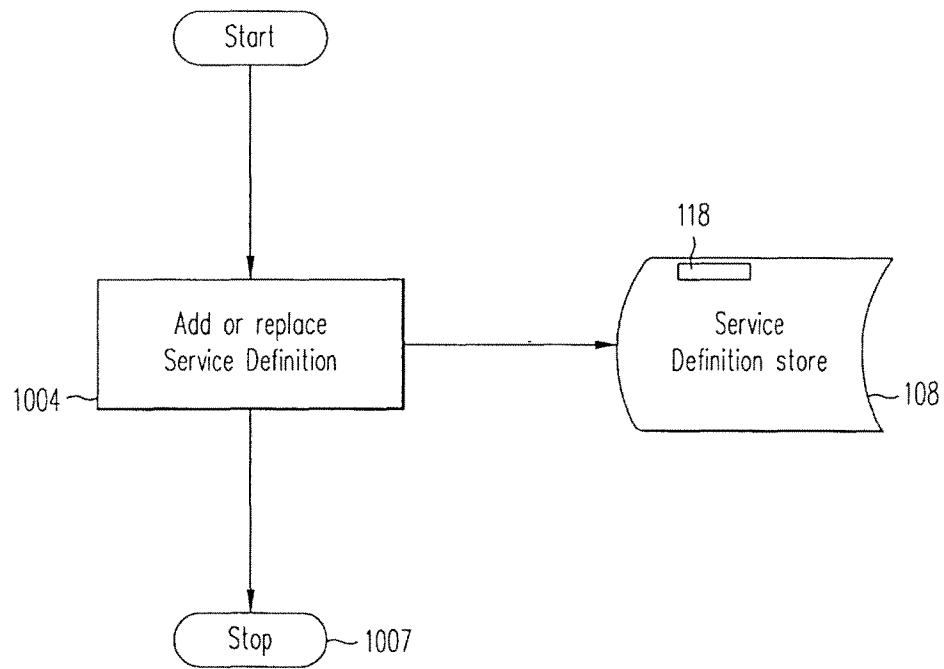 Start
118
Add or replace
Service Definition
Service
Definition store
1004
108
Stop
1007